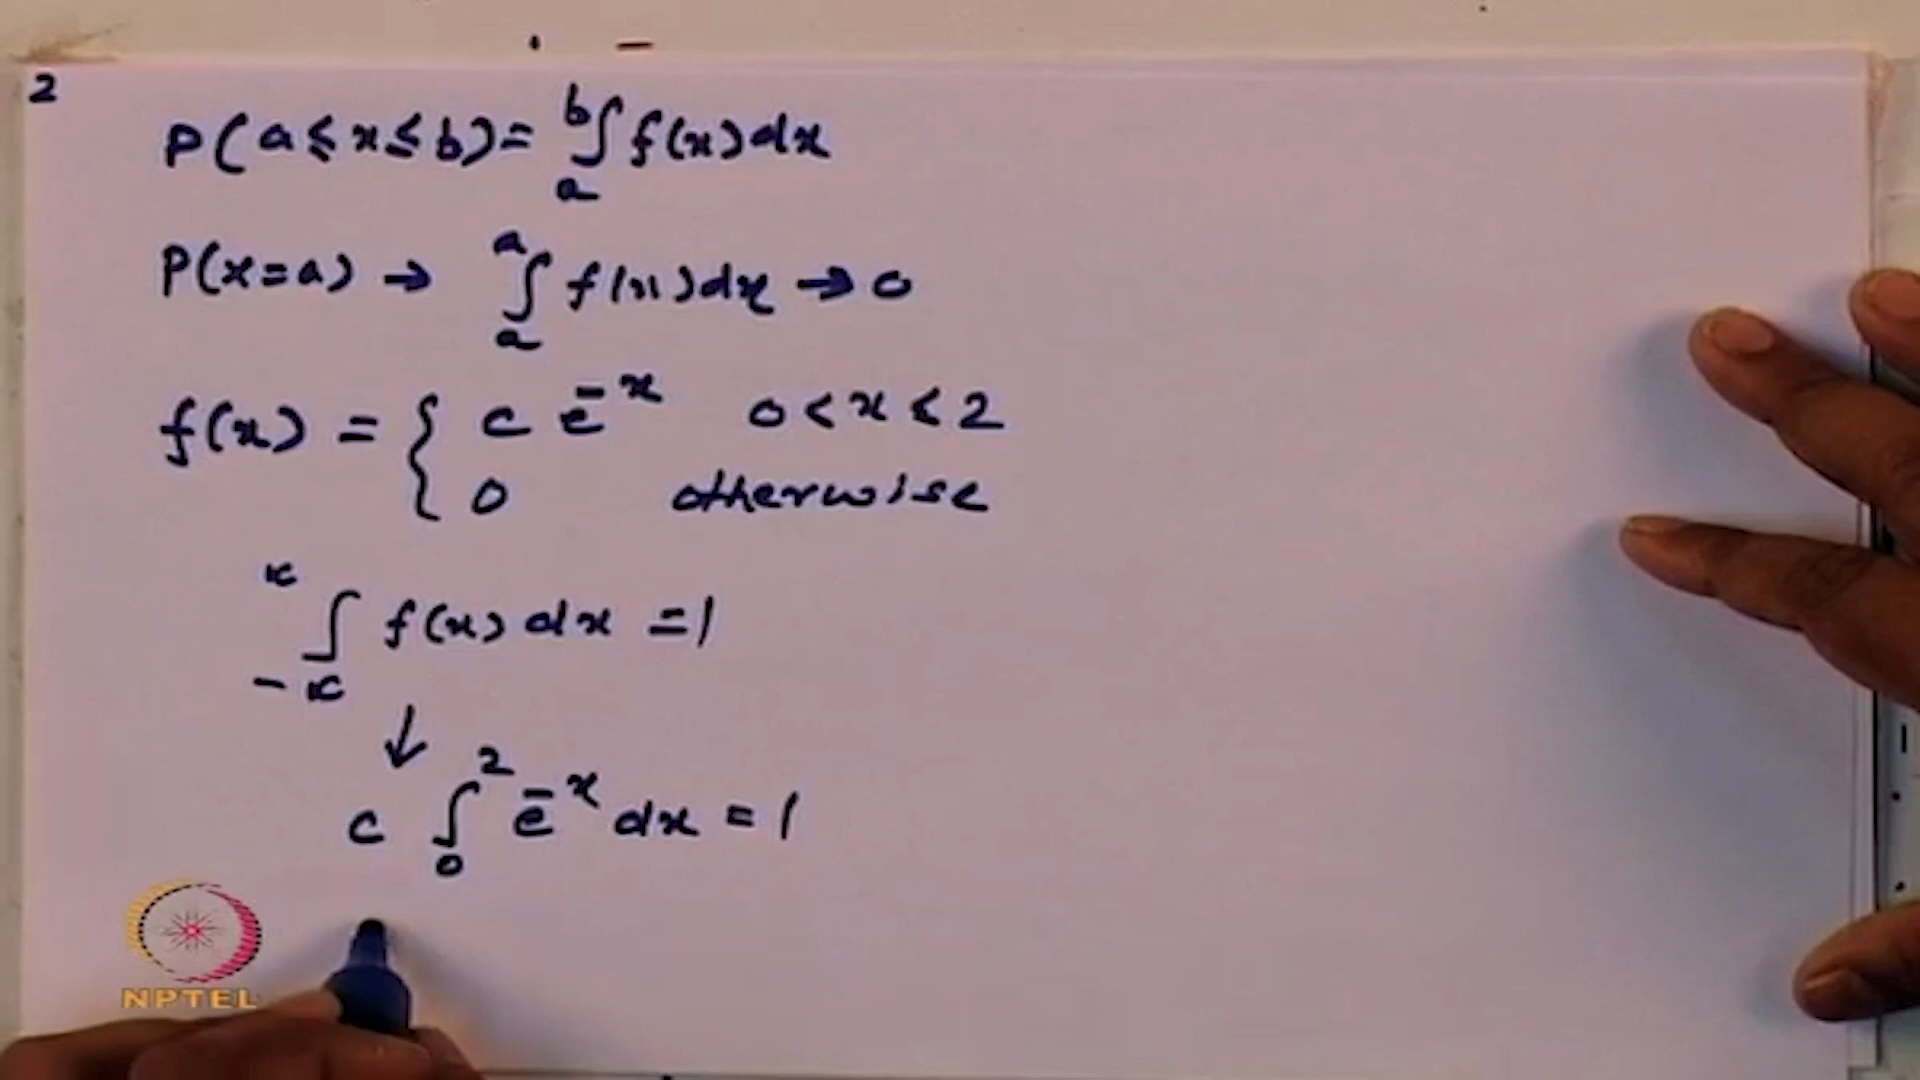 2
P(a ≤ x ≤ b) = ∫_a^b f(x) dx
P(x=a) → ∫_a^a f(x) dx → 0
f(x) = { c e^-x 0 < x < 2
0 otherwise
∫_-∝^∝ f(x) dx = 1
↓
c ∫_0^2 e^-x dx = 1
NPTEL